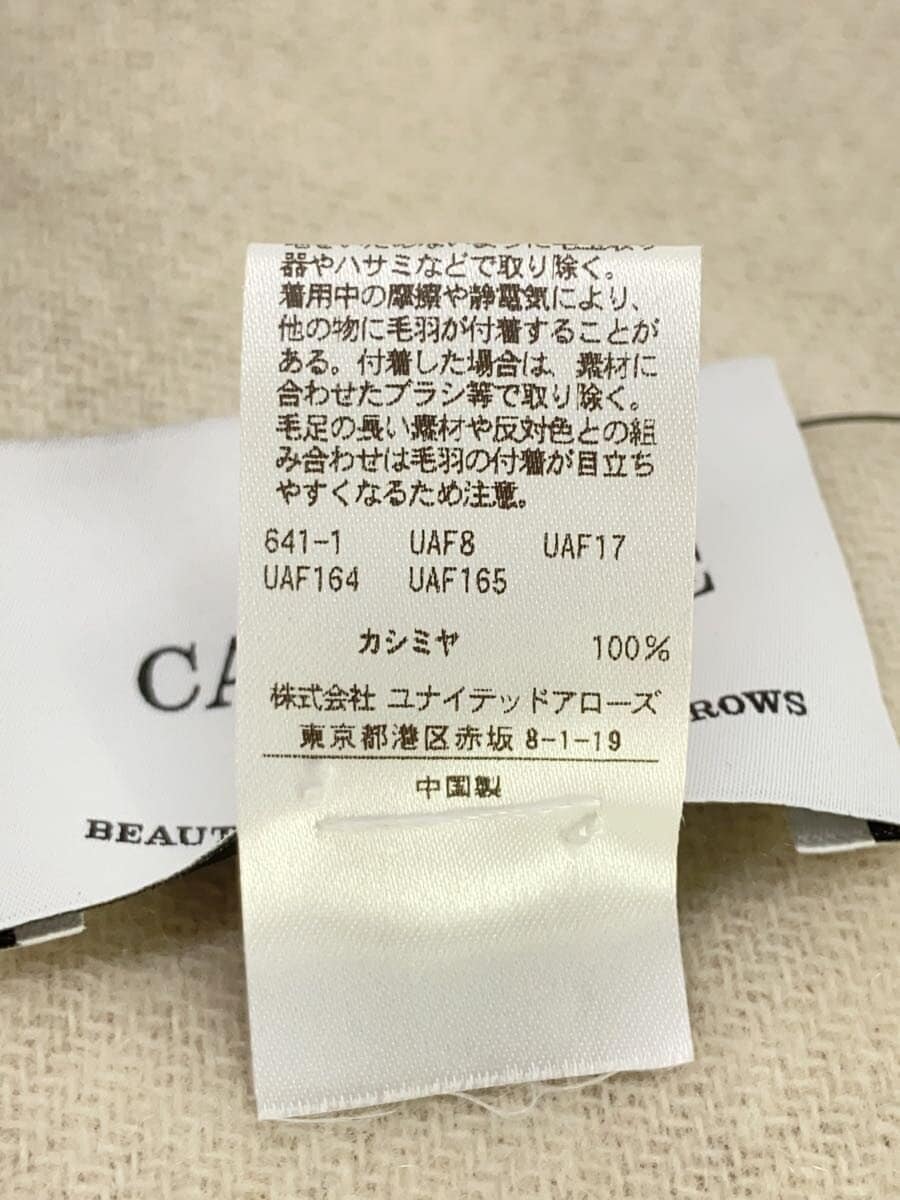 器やハサミなどで取り除く。
着用中の摩擦や静電気により、
他の物に毛羽が付着することが
ある。付着した場合は、素材に
合わせたブラシ等で取り除く。
毛足の長い素材や反対色との組
み合わせは毛羽の付着が目立ち
やすくなるため注意。
641-1 UAF8 UAF17
UAF164 UAF165
カシミヤ 100%
株式会社 ユナイテッドアローズ
東京都港区赤坂8-1-19
中国製
CA
E
ROWS
BEAUT